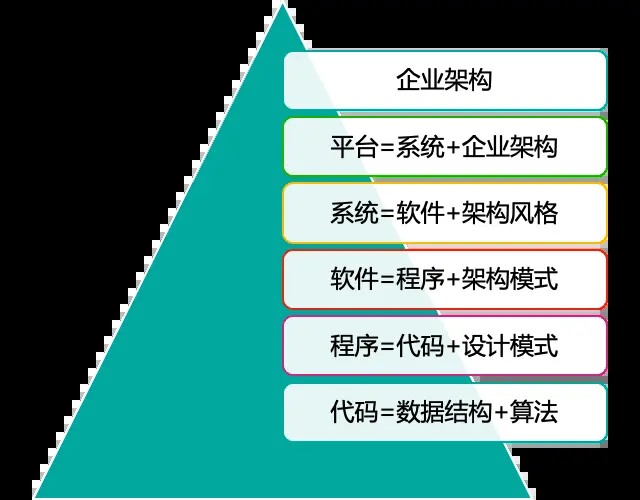 企业架构
平台=系统+企业架构
系统=软件+架构风格
软件=程序+架构模式
程序=代码+设计模式
代码=数据结构+算法